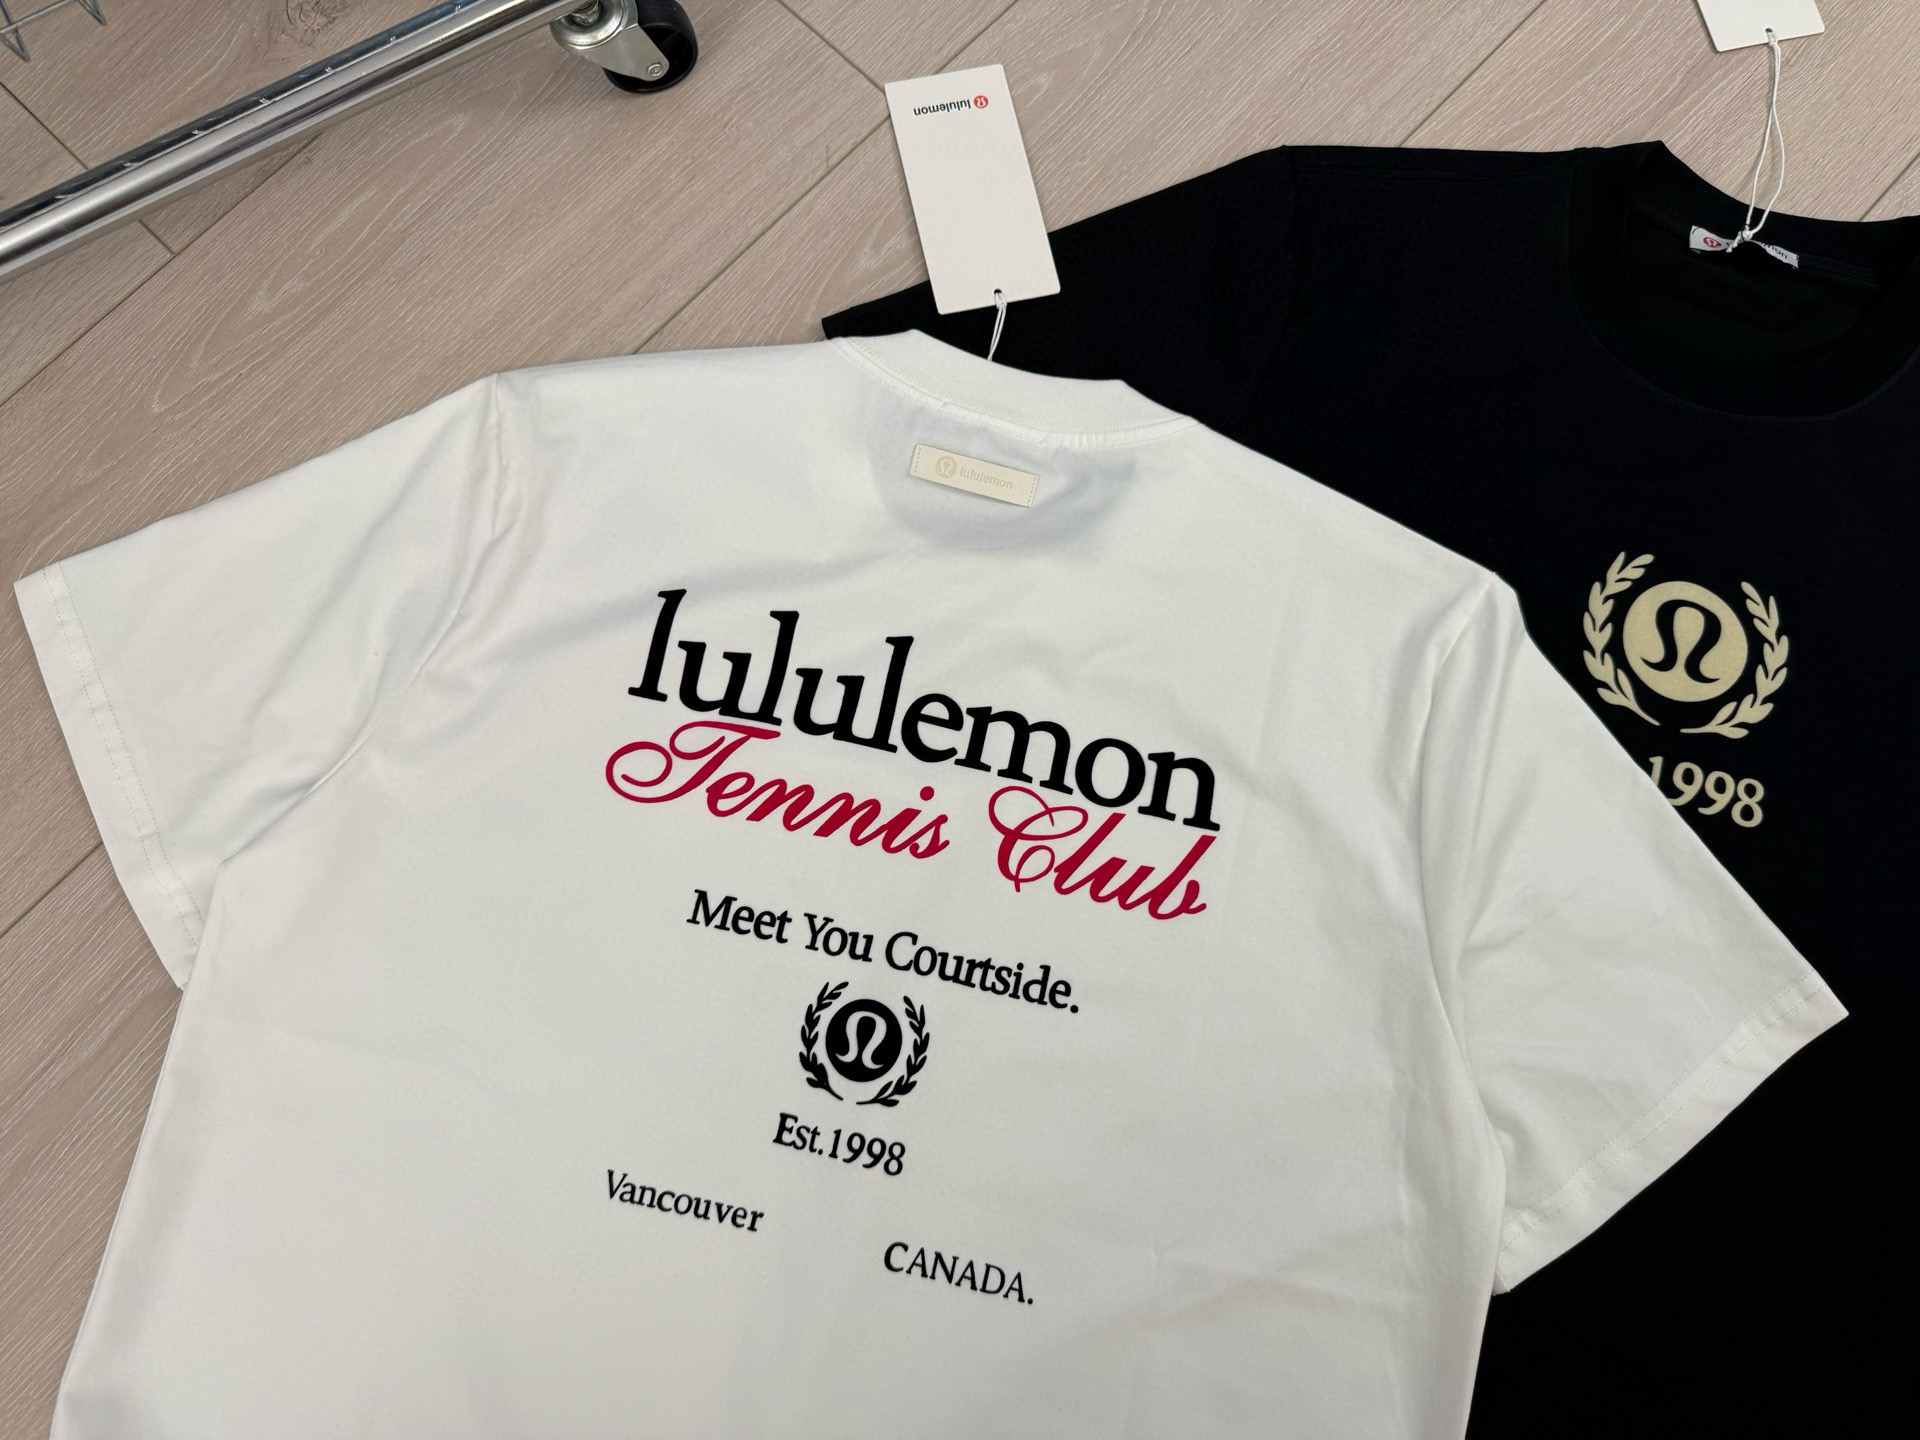 lululemon
lululemon
lululemon
Tennis Club
Meet You Courtside.
Est.1998
Vancouver
CANADA.
1998